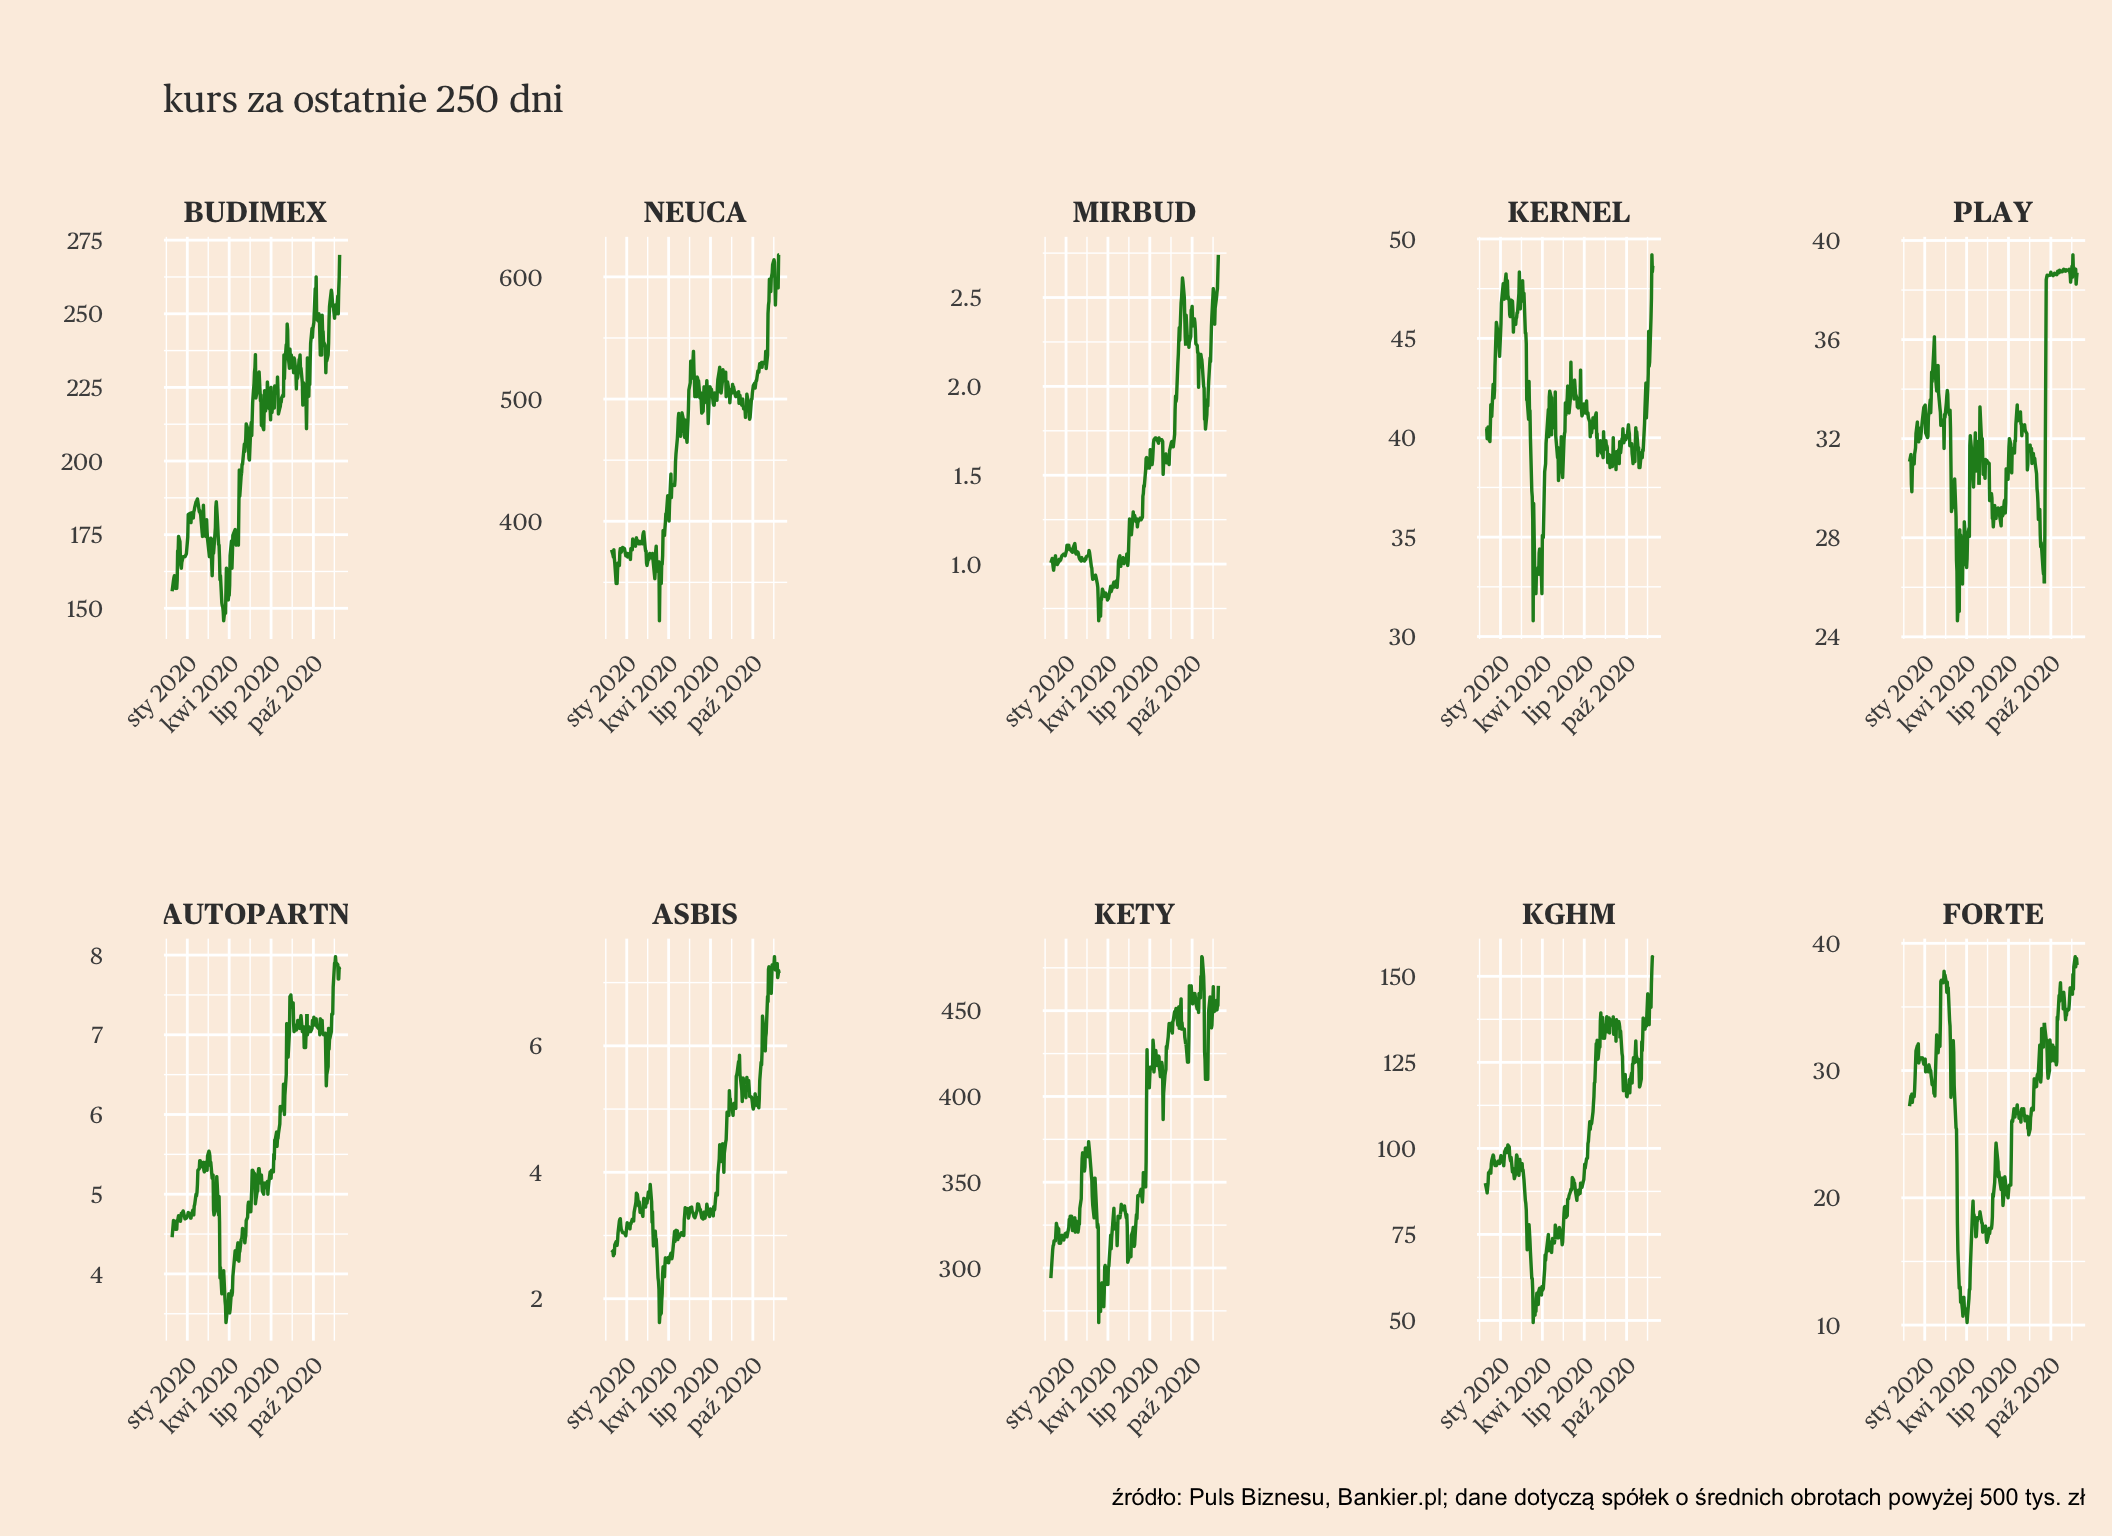 kurs za ostatnie 250 dni
BUDIMEX
275
250
225
200
175
150
sty 2020
kwi 2020
lip 2020
paź 2020
NEUCA
600
500
400
sty 2020
kwi 2020
lip 2020
paź 2020
MIRBUD
2.5
2.0
1.5
1.0
sty 2020
kwi 2020
lip 2020
paź 2020
KERNEL
50
45
40
35
30
sty 2020
kwi 2020
lip 2020
paź 2020
PLAY
40
36
32
28
24
sty 2020
kwi 2020
lip 2020
paź 2020
AUTOPARTN
8
7
6
5
4
sty 2020
kwi 2020
lip 2020
paź 2020
ASBIS
6
4
2
sty 2020
kwi 2020
lip 2020
paź 2020
KETY
450
400
350
300
sty 2020
kwi 2020
lip 2020
paź 2020
KGHM
150
125
100
75
50
sty 2020
kwi 2020
lip 2020
paź 2020
FORTE
40
30
20
10
sty 2020
kwi 2020
lip 2020
paź 2020
źródło: Puls Biznesu, Bankier.pl; dane dotyczą spółek o średnich obrotach powyżej 500 tys. zł